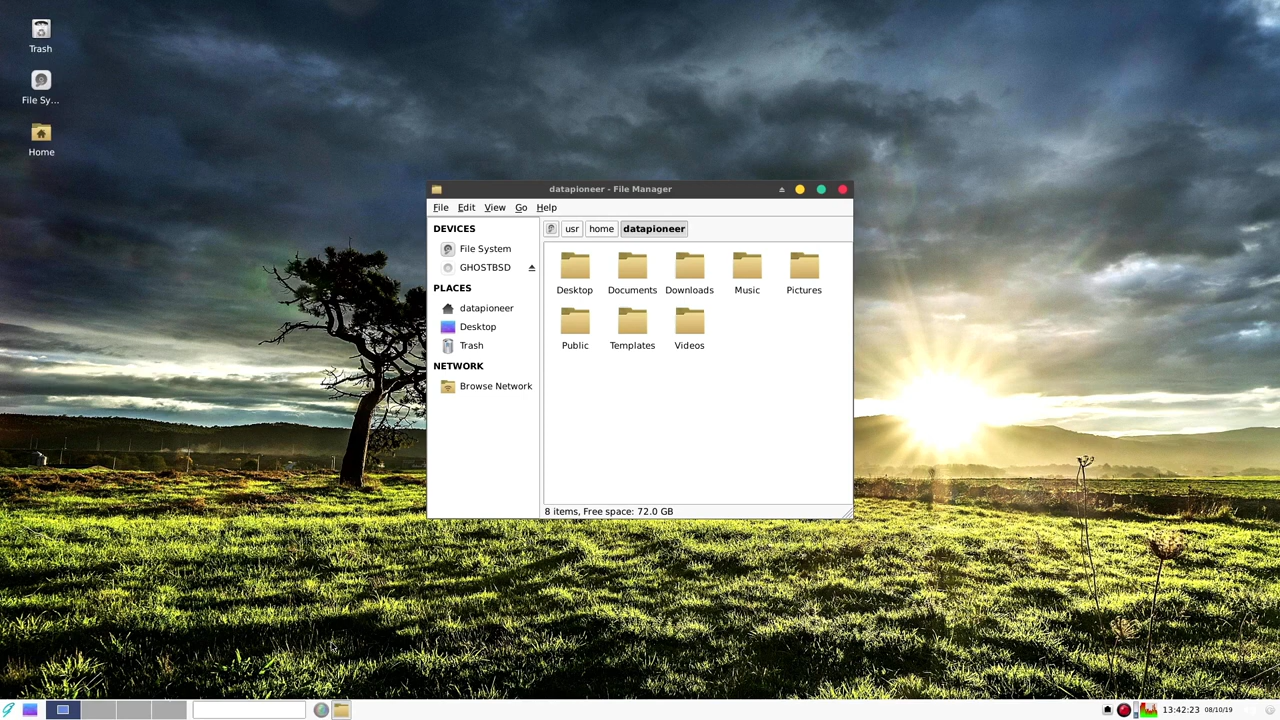 Trash
File Sy...
Home
datapioneer - File Manager
File Edit View Go Help
DEVICES
File System
GHOSTBSD
PLACES
datapioneer
Desktop
Trash
NETWORK
Browse Network
usr home datapioneer
Desktop Documents Downloads Music Pictures
Public Templates Videos
8 items, Free space: 72.0 GB
13:42:23 08/10/19